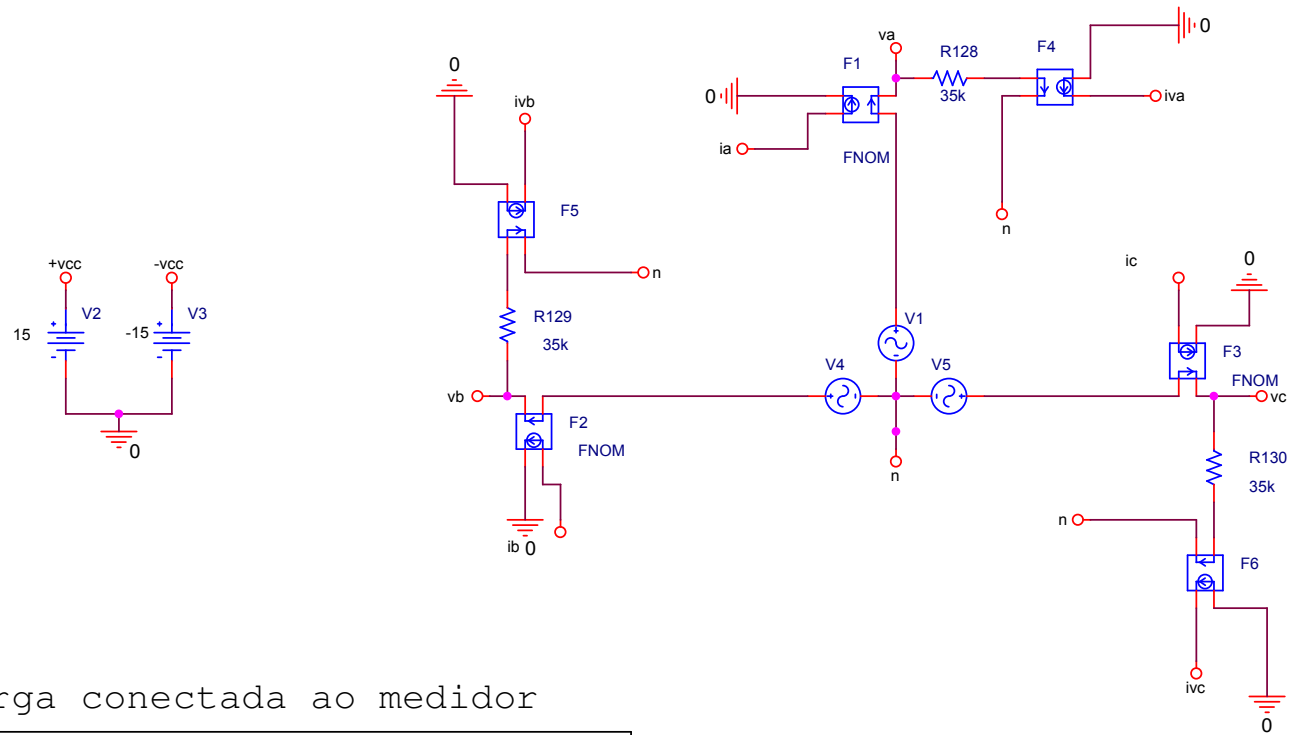 va
R128
F4
0
F1
0
35k
iva
0
ivb
ia
FNOM
F5
n
n
ic
0
+vcc
-vcc
V2
V3
15
-15
R129
35k
V1
F3
V4
V5
FNOM
vb
vc
F2
FNOM
0
R130
n
35k
n
ib
0
F6
ivc
0
rga conectada ao medidor